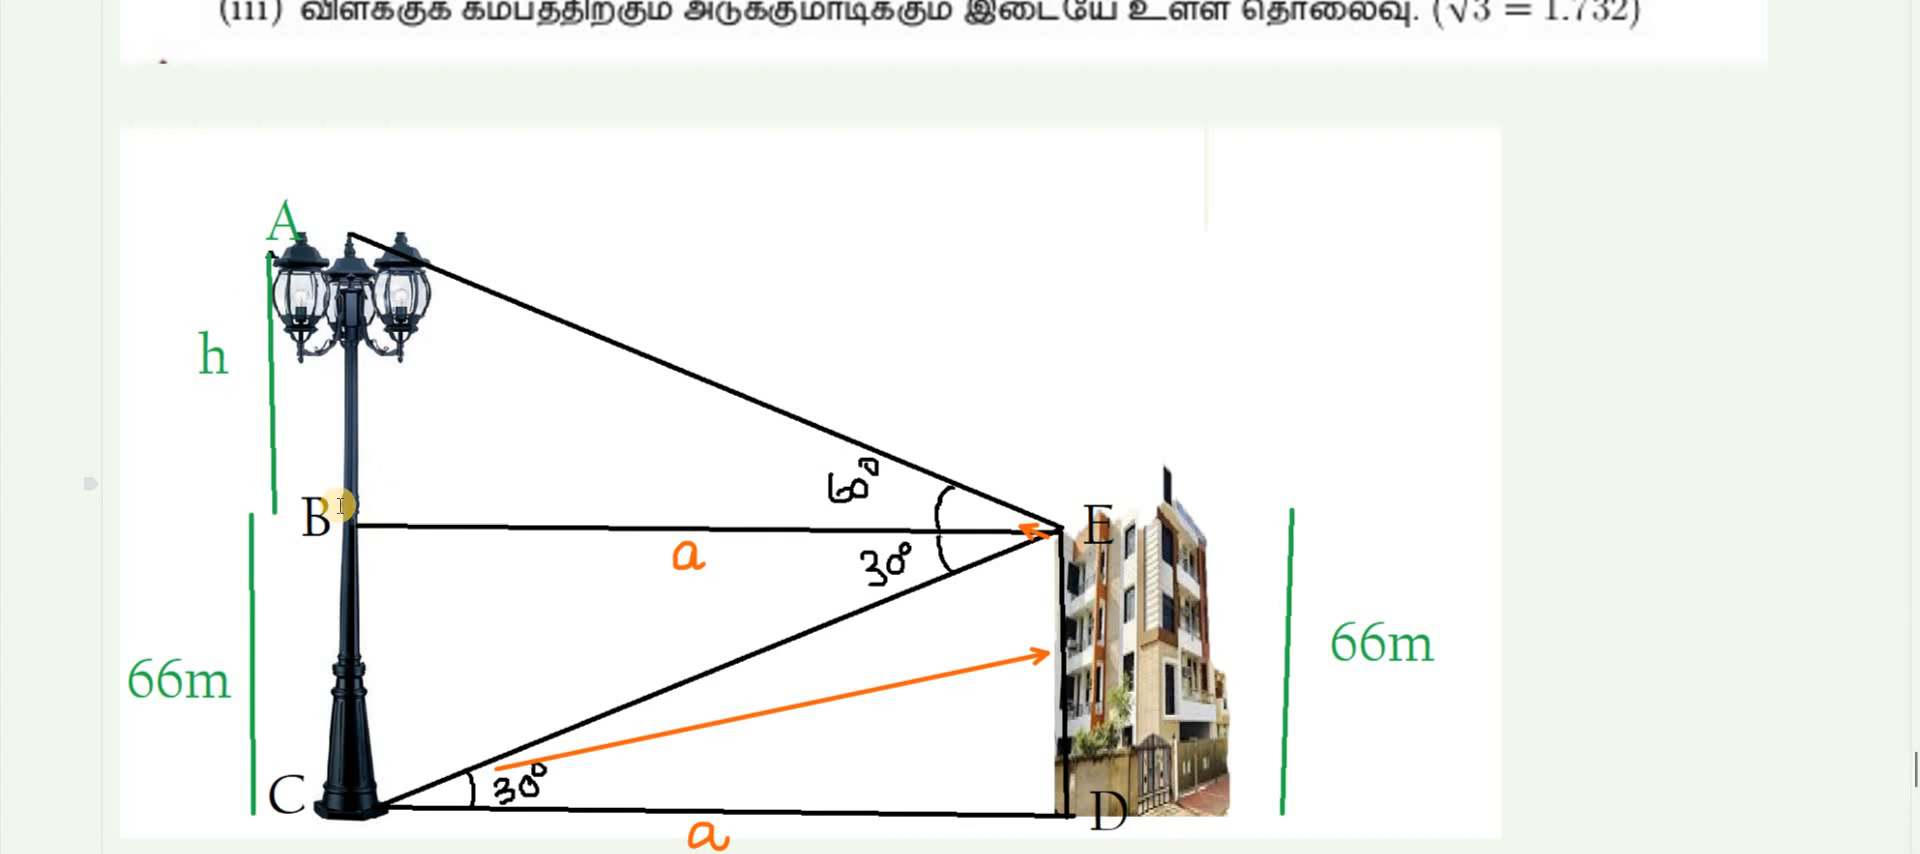 (iii) விளக்குக் கம்பத்திற்கும் அடுக்குமாடிக்கும் இடையே உள்ள தொலைவு. (√3 = 1.732)
A
h
60°
B
E
a
30°
66m
66m
30°
C
D
a